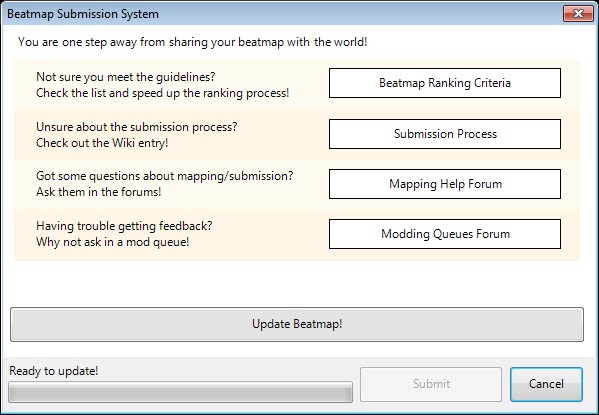 Beatmap Submission System
You are one step away from sharing your beatmap with the world!
Not sure you meet the guidelines?
Check the list and speed up the ranking process!
Beatmap Ranking Criteria
Unsure about the submission process?
Check out the Wiki entry!
Submission Process
Got some questions about mapping/submission?
Ask them in the forums!
Mapping Help Forum
Having trouble getting feedback?
Why not ask in a mod queue!
Modding Queues Forum
Update Beatmap!
Ready to update!
Submit
Cancel